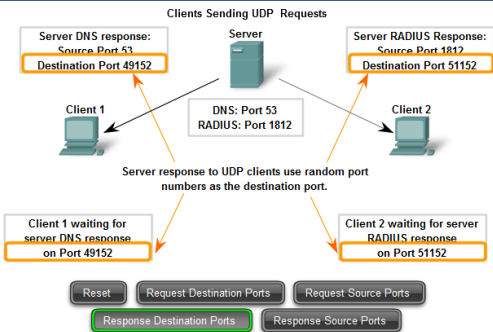 Clients Sending UDP Requests
Server DNS response:
Source Port 53
Destination Port 49152
Server
Server RADIUS Response:
Source Port 1812
Destination Port 51152
Client 1
DNS: Port 53
RADIUS: Port 1812
Client 2
Server response to UDP clients use random port
numbers as the destination port.
Client 1 waiting for
server DNS response
on Port 49152
Client 2 waiting for server
RADIUS response
on Port 51152
Reset
Request Destination Ports
Request Source Ports
Response Destination Ports
Response Source Ports